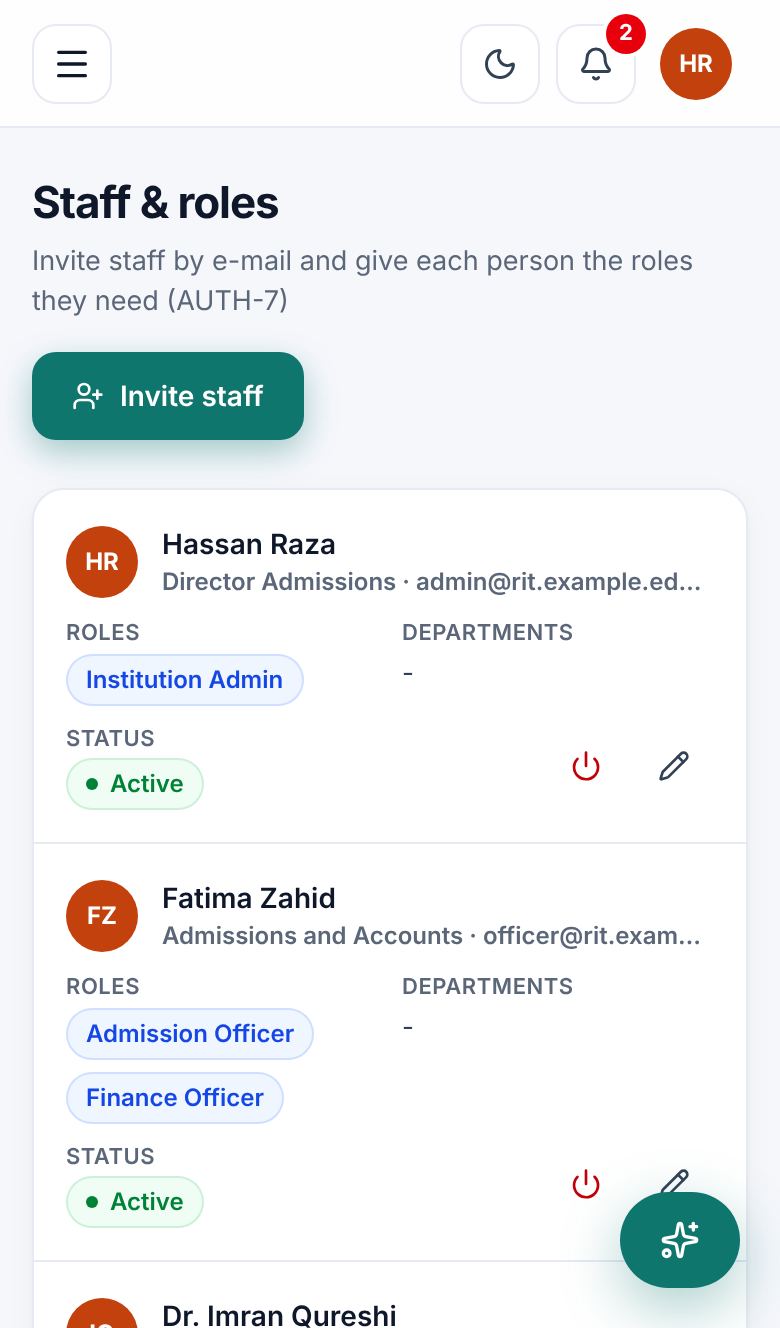 2
HR
Staff & roles
Invite staff by e-mail and give each person the roles
they need (AUTH-7)
Invite staff
HR
Hassan Raza
Director Admissions · admin@rit.example.ed...
ROLES
DEPARTMENTS
Institution Admin
-
STATUS
Active
FZ
Fatima Zahid
Admissions and Accounts · officer@rit.exam...
ROLES
DEPARTMENTS
Admission Officer
-
Finance Officer
STATUS
Active
Dr. Imran Qureshi